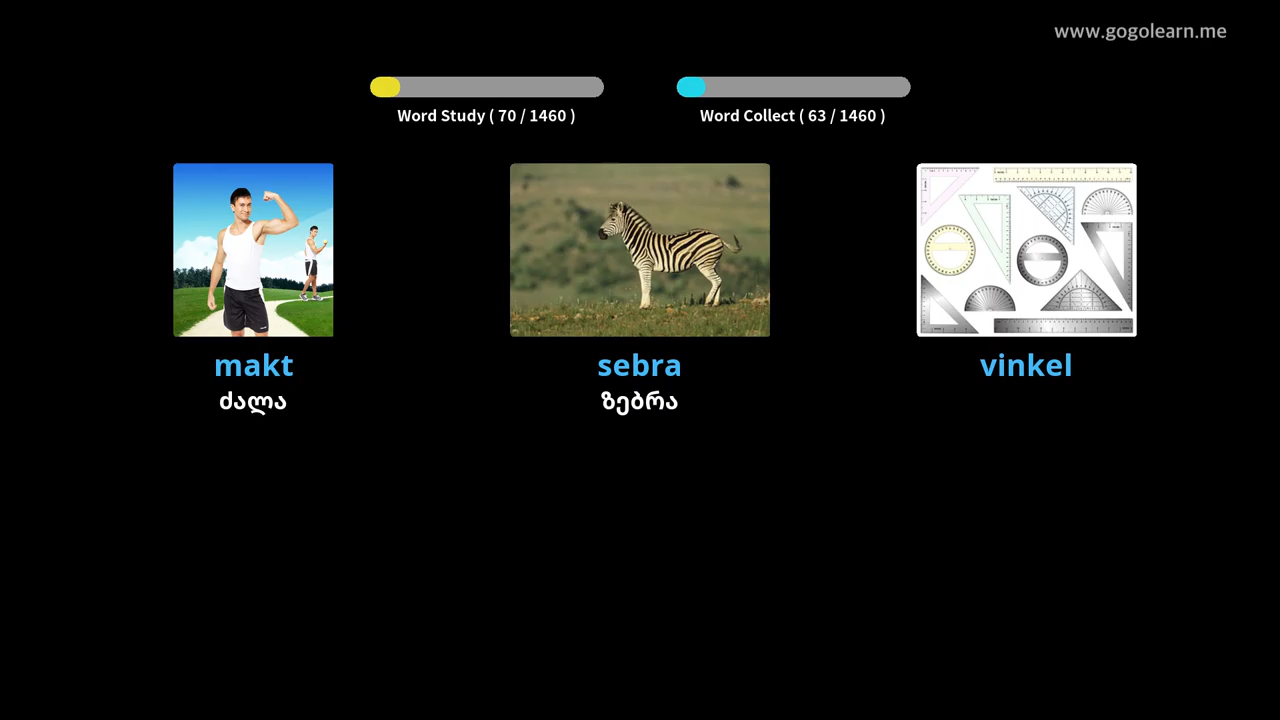 www.gogolearn.me
Word Study ( 70 / 1460 )
Word Collect ( 63 / 1460 )
makt
ძალა
sebra
ზებრა
vinkel